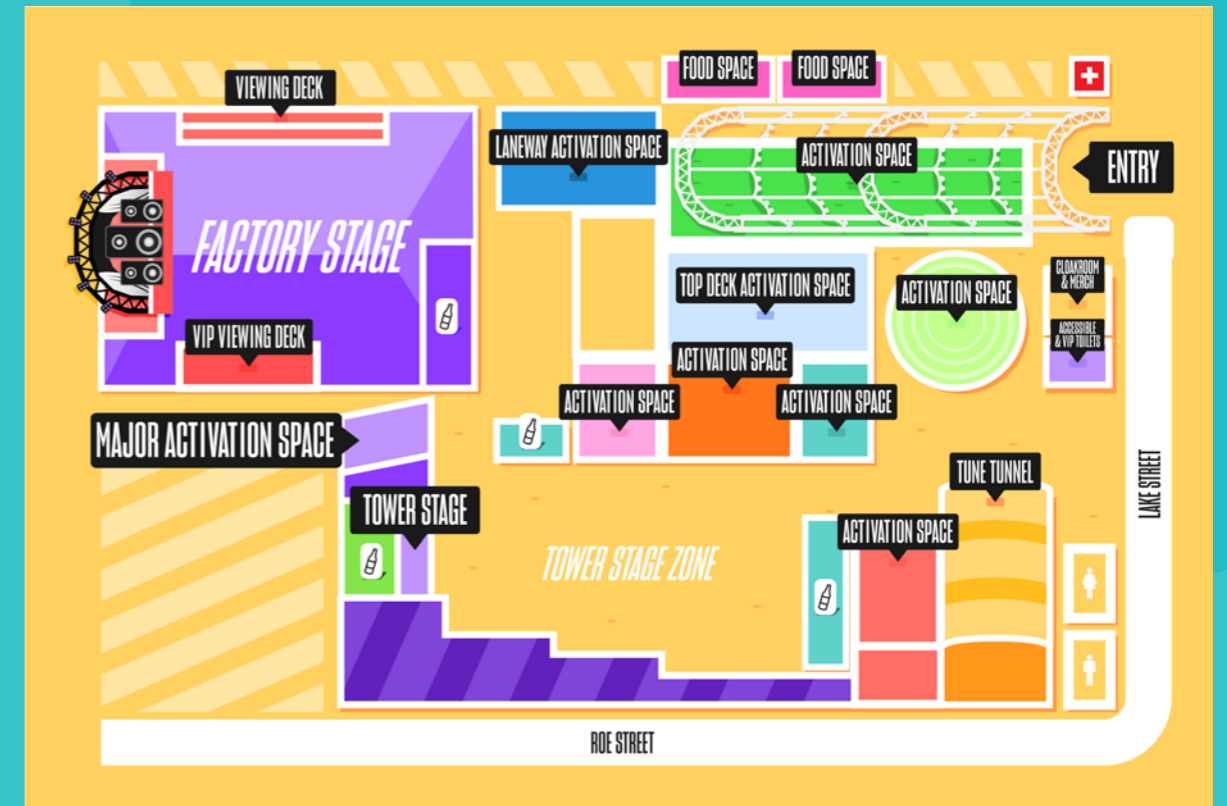 FOOD SPACE
FOOD SPACE
VIEWING DECK
LANEWAY ACTIVATION SPACE
ACTIVATION SPACE
ENTRY
FACTORY STAGE
CLOAKROOM
& MERCH
TOP DECK ACTIVATION SPACE
ACTIVATION SPACE
ACCESSIBLE
& VIP TOILETS
VIP VIEWING DECK
ACTIVATION SPACE
ACTIVATION SPACE
ACTIVATION SPACE
MAJOR ACTIVATION SPACE
TUNE TUNNEL
LAKE STREET
TOWER STAGE
ACTIVATION SPACE
TOWER STAGE ZONE
ROE STREET